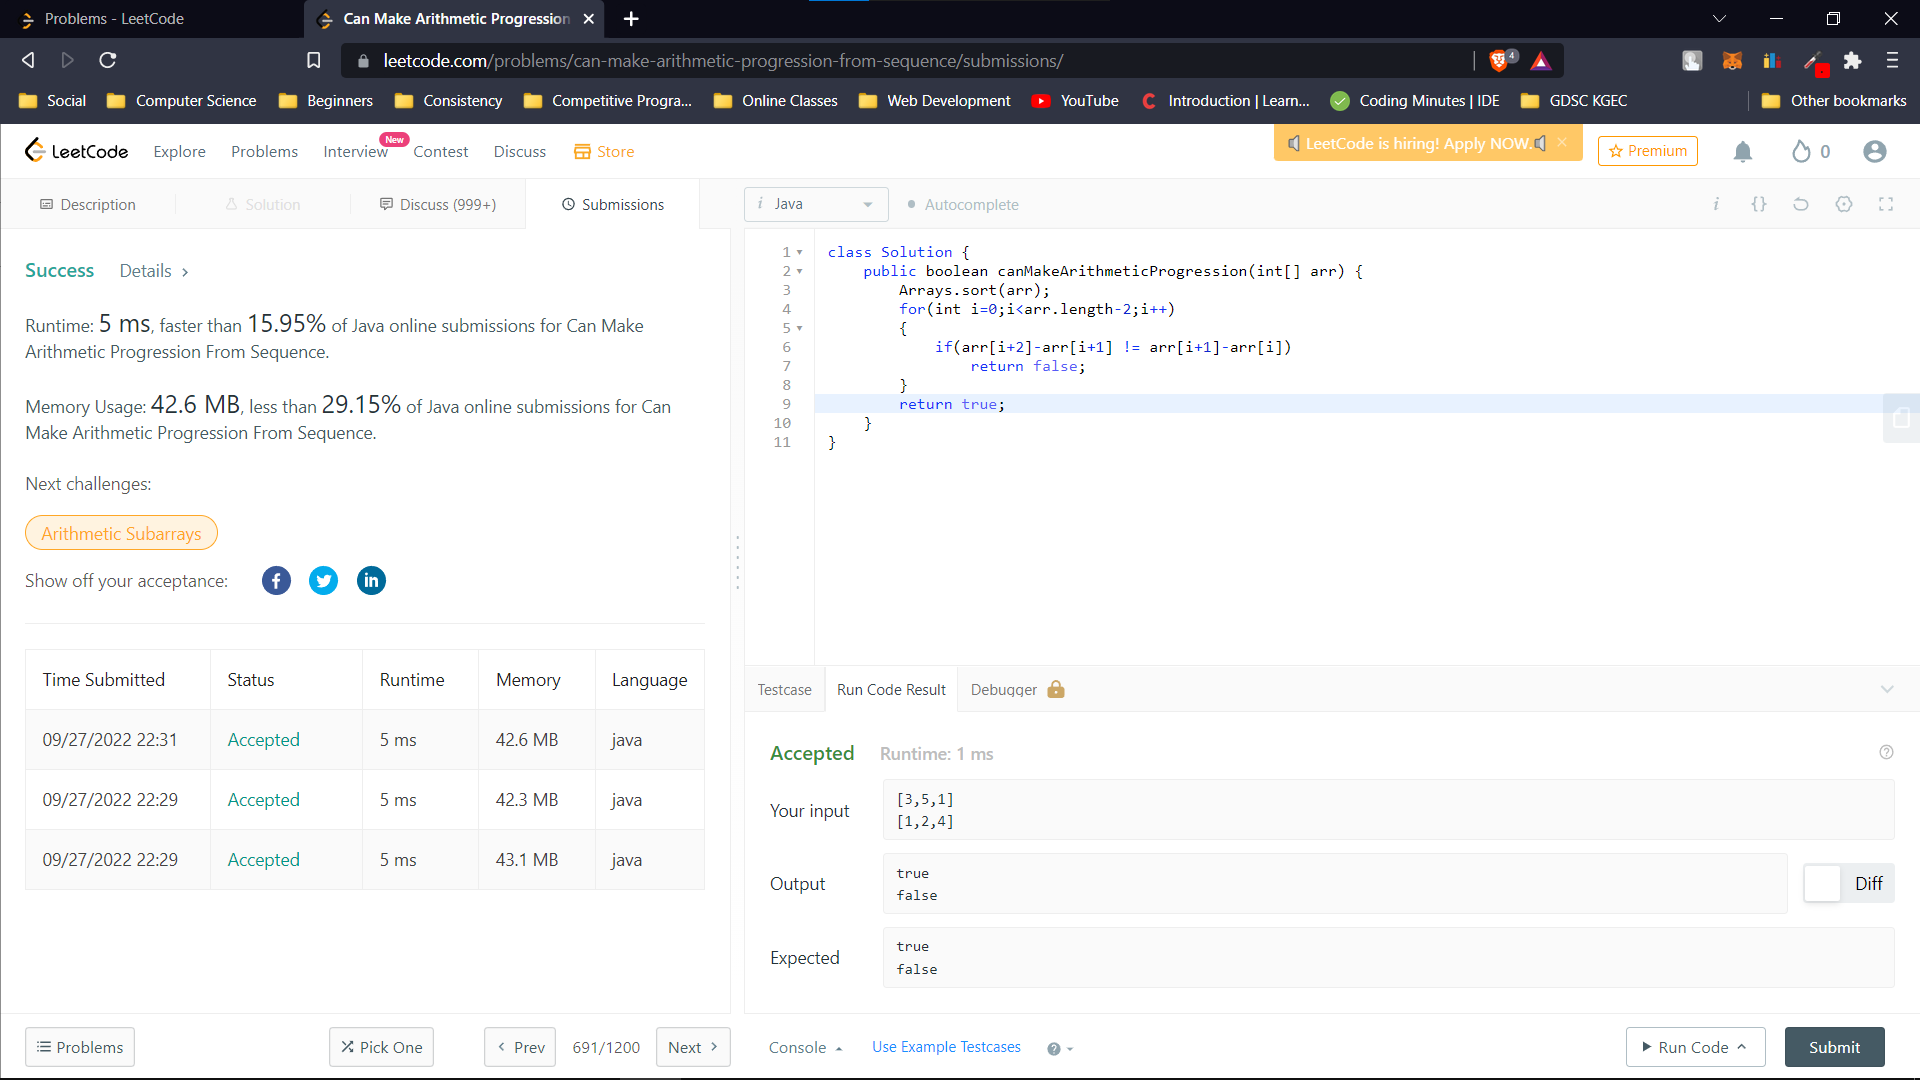 Problems - LeetCode
Can Make Arithmetic Progression
leetcode.com/problems/can-make-arithmetic-progression-from-sequence/submissions/
4
Social
Computer Science
Beginners
Consistency
Competitive Progra...
Online Classes
Web Development
YouTube
Introduction | Learn...
Coding Minutes | IDE
GDSC KGEC
Other bookmarks
LeetCode
Explore
Problems
Interview
New
Contest
Discuss
Store
LeetCode is hiring! Apply NOW.
Premium
0
Description
Solution
Discuss (999+)
Submissions
i Java
Autocomplete
i
{}
Success Details >
Runtime: 5 ms, faster than 15.95% of Java online submissions for Can Make
Arithmetic Progression From Sequence.
Memory Usage: 42.6 MB, less than 29.15% of Java online submissions for Can
Make Arithmetic Progression From Sequence.
Next challenges:
Arithmetic Subarrays
Show off your acceptance:
Time Submitted Status Runtime Memory Language
09/27/2022 22:31 Accepted 5 ms 42.6 MB java
09/27/2022 22:29 Accepted 5 ms 42.3 MB java
09/27/2022 22:29 Accepted 5 ms 43.1 MB java
1 class Solution {
2 public boolean canMakeArithmeticProgression(int[] arr) {
3 Arrays.sort(arr);
4 for(int i=0;i<arr.length-2;i++)
5 {
6 if(arr[i+2]-arr[i+1] != arr[i+1]-arr[i])
7 return false;
8 }
9 return true;
10 }
11 }
Testcase
Run Code Result
Debugger
Accepted Runtime: 1 ms
Your input
[3,5,1]
[1,2,4]
Output
true
false
Diff
Expected
true
false
Problems
Pick One
< Prev
691/1200
Next >
Console
Use Example Testcases
Run Code
Submit